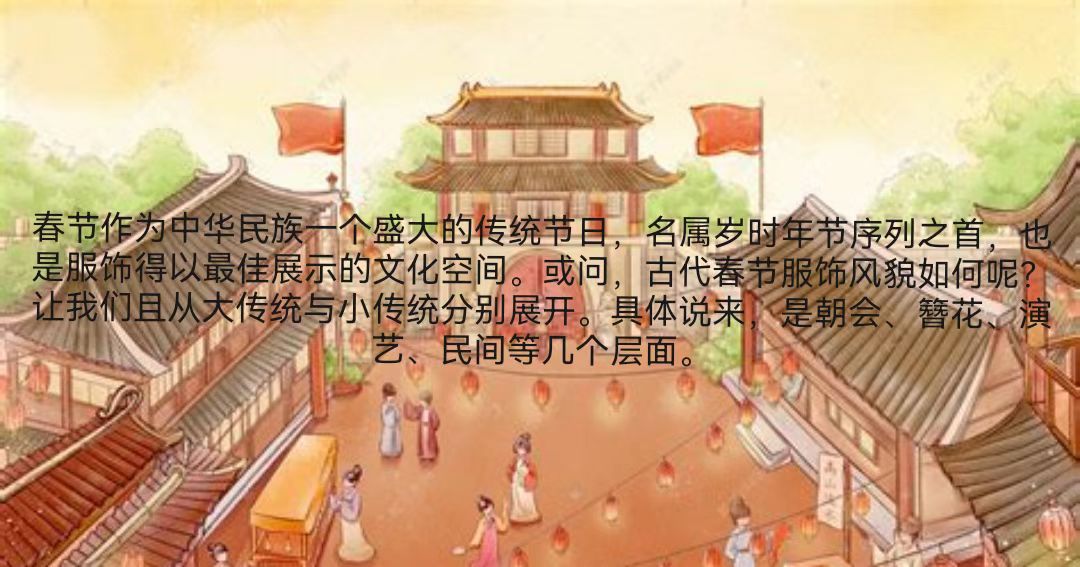 春节作为中华民族一个盛大的传统节日，名属岁时年节序列之首，也
是服饰得以最佳展示的文化空间。或问，古代春节服饰风貌如何呢？
让我们且从大传统与小传统分别展开。具体说来，是朝会、簪花、演
艺、民间等几个层面。